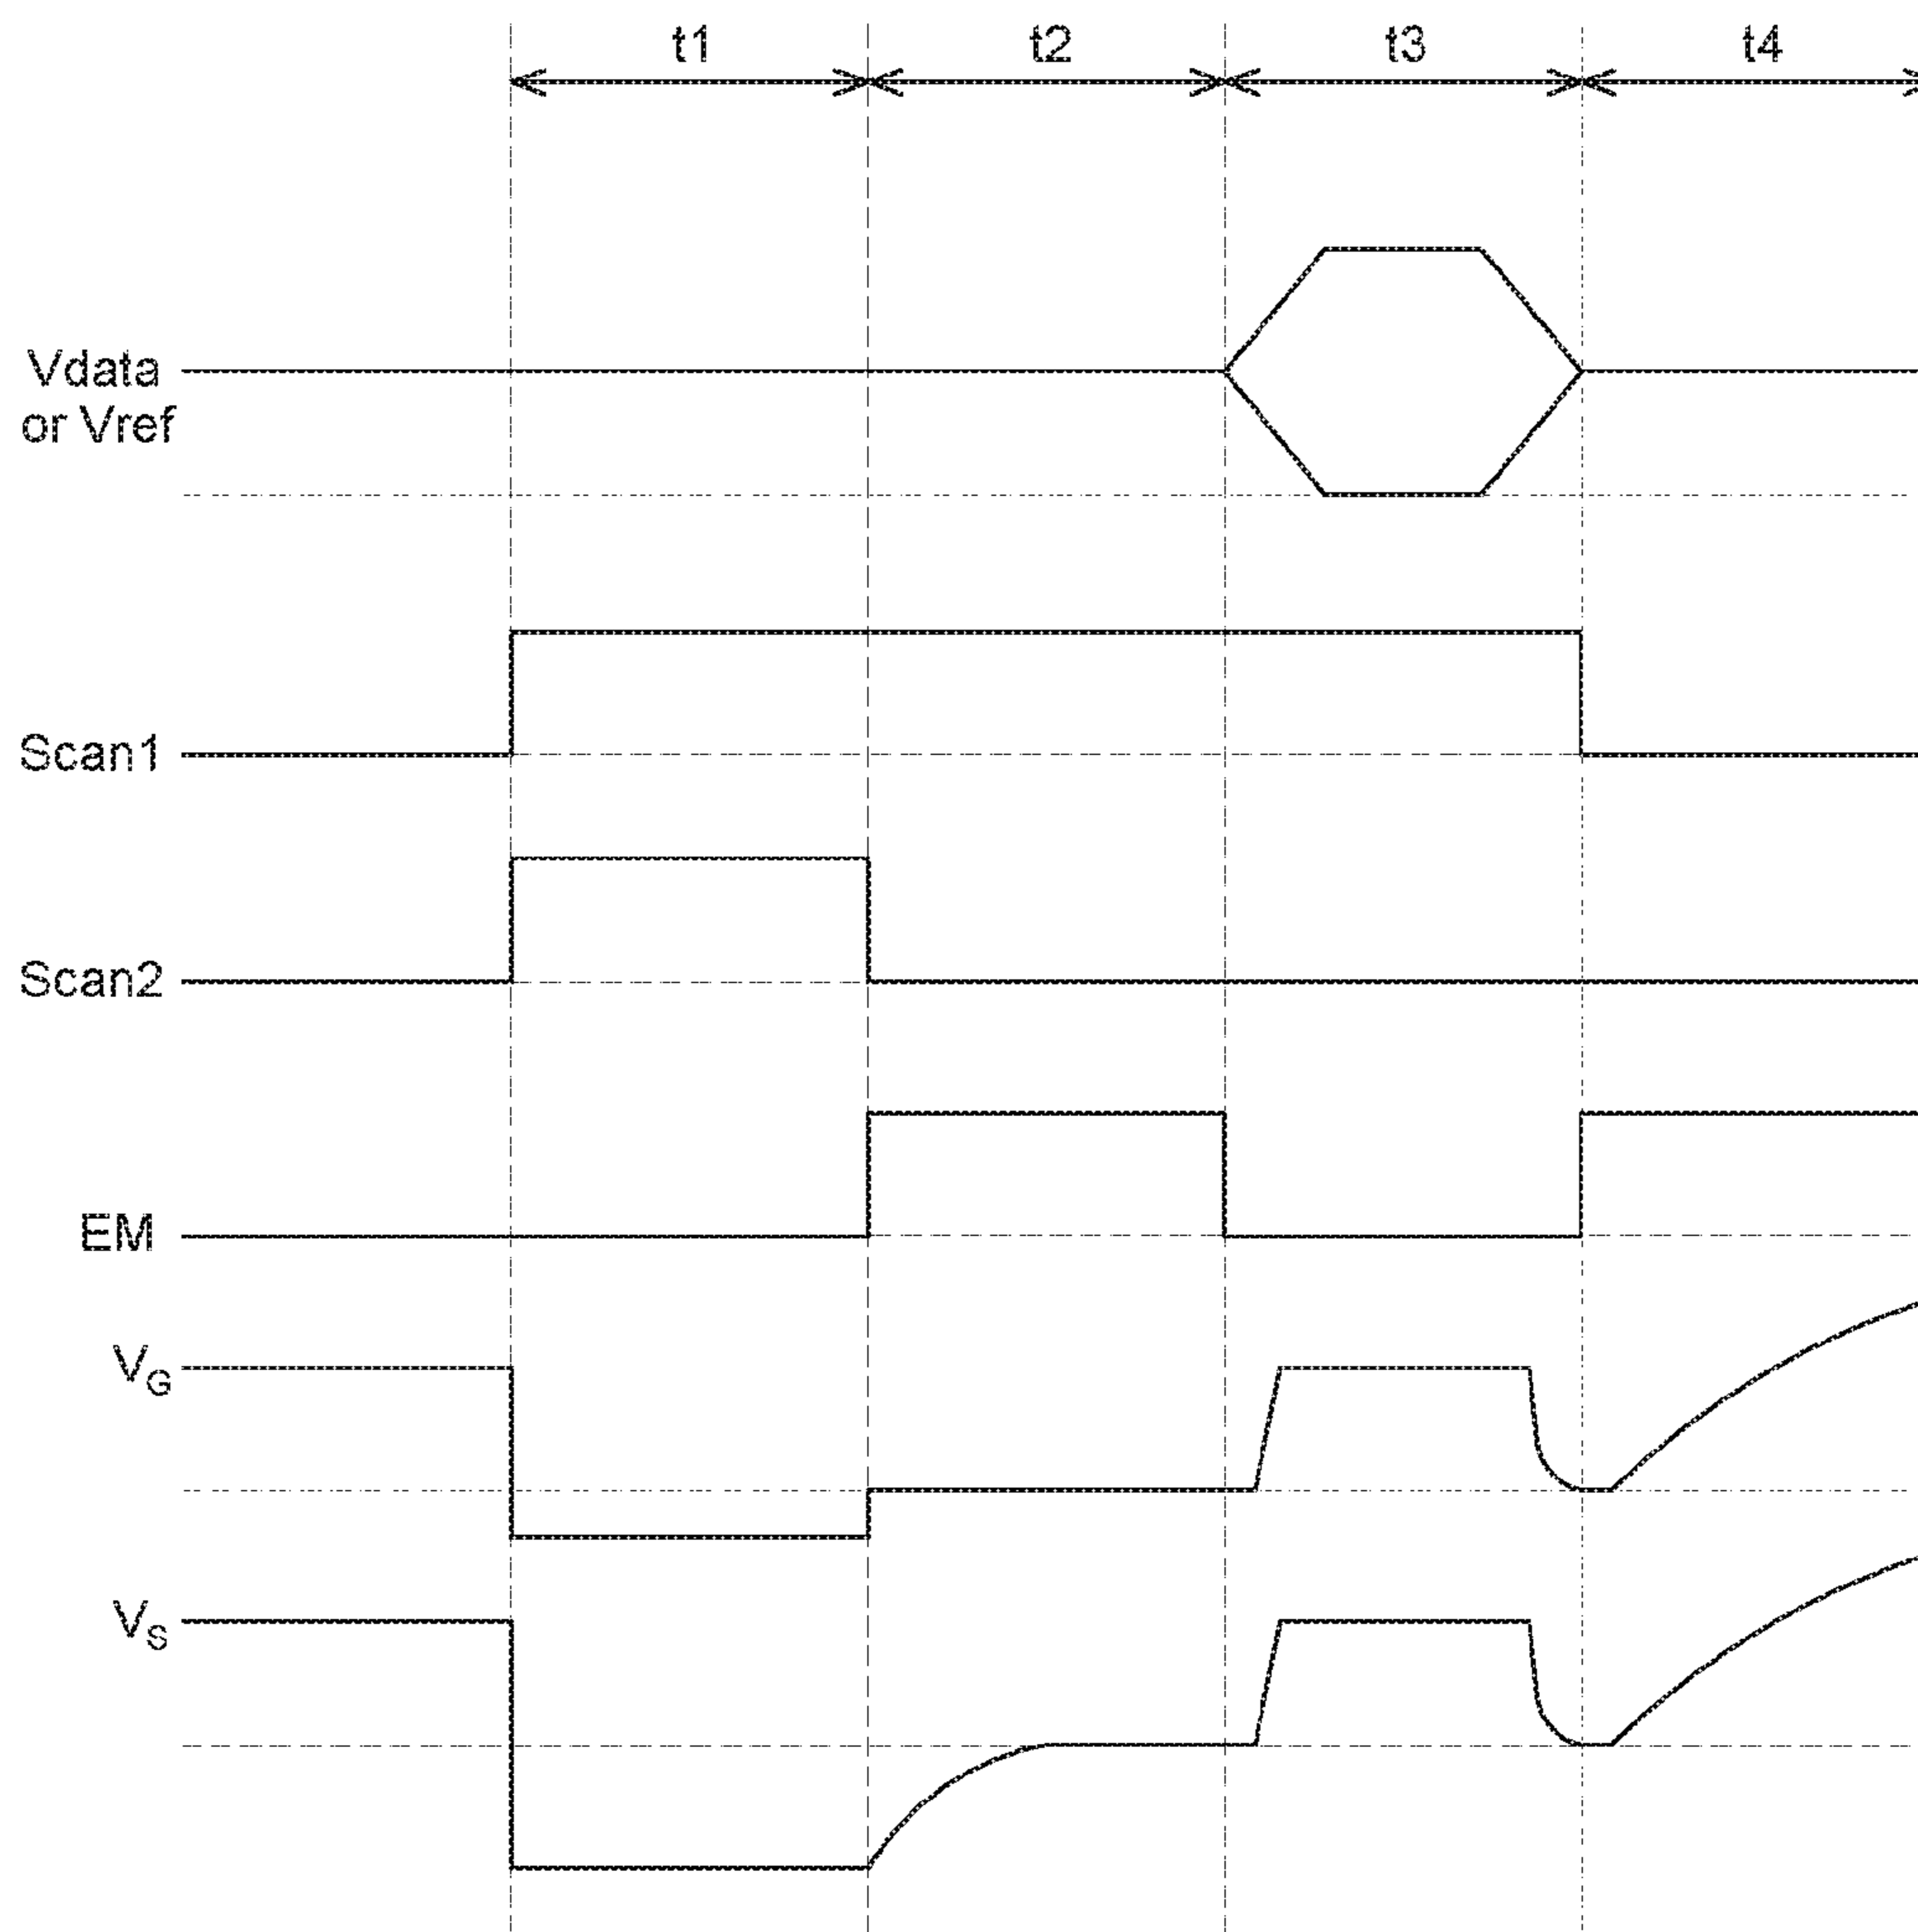 t1 t2 t3 t4
Vdata
or Vref
Scan1
Scan2
EM
VG
VS